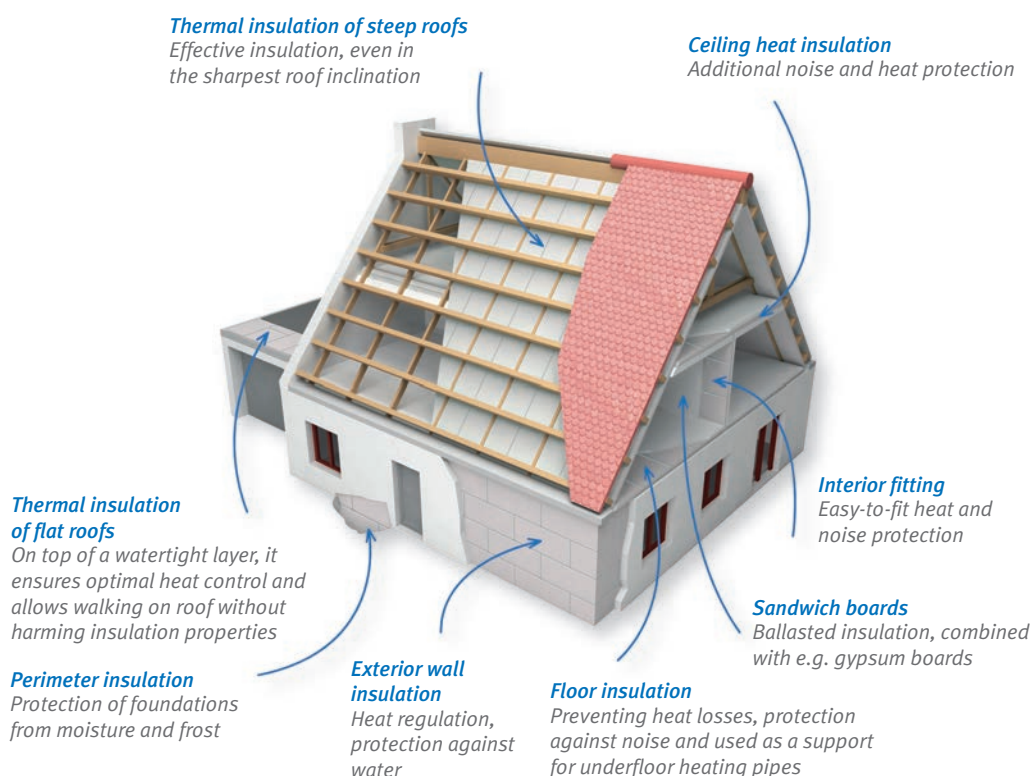 Thermal insulation of steep roofs
Effective insulation, even in
the sharpest roof inclination
Ceiling heat insulation
Additional noise and heat protection
Thermal insulation
of flat roofs
On top of a watertight layer, it
ensures optimal heat control and
allows walking on roof without
harming insulation properties
Interior fitting
Easy-to-fit heat and
noise protection
Sandwich boards
Ballasted insulation, combined
with e.g. gypsum boards
Perimeter insulation
Protection of foundations
from moisture and frost
Exterior wall
insulation
Heat regulation,
protection against
water
Floor insulation
Preventing heat losses, protection
against noise and used as a support
for underfloor heating pipes